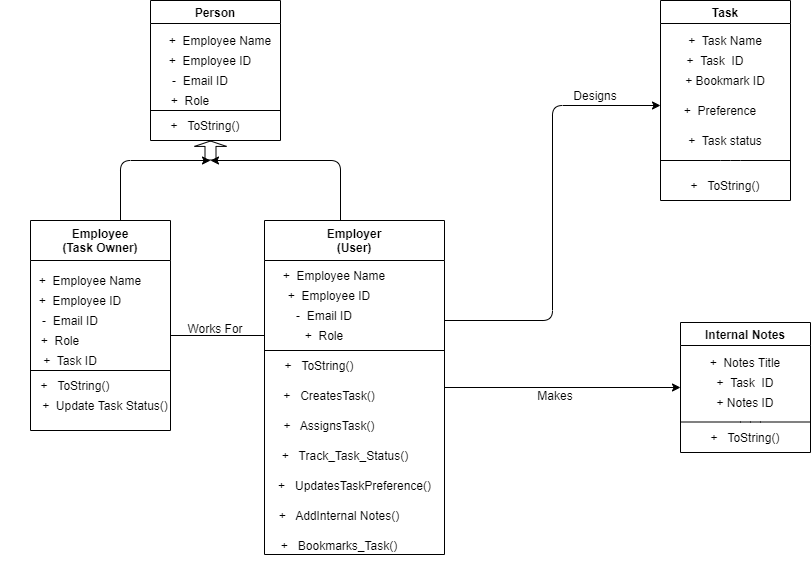 Person
+ Employee Name
+ Employee ID
- Email ID
+ Role
+ ToString()
Task
+ Task Name
+ Task ID
+ Bookmark ID
+ Preference
+ Task status
+ ToString()
Designs
Employee
(Task Owner)
+ Employee Name
+ Employee ID
- Email ID
+ Role
+ Task ID
+ ToString()
+ Update Task Status()
Works For
Employer
(User)
+ Employee Name
+ Employee ID
- Email ID
+ Role
+ ToString()
+ CreatesTask()
+ AssignsTask()
+ Track_Task_Status()
+ UpdatesTaskPreference()
+ AddInternal Notes()
+ Bookmarks_Task()
Makes
Internal Notes
+ Notes Title
+ Task ID
+ Notes ID
+ ToString()